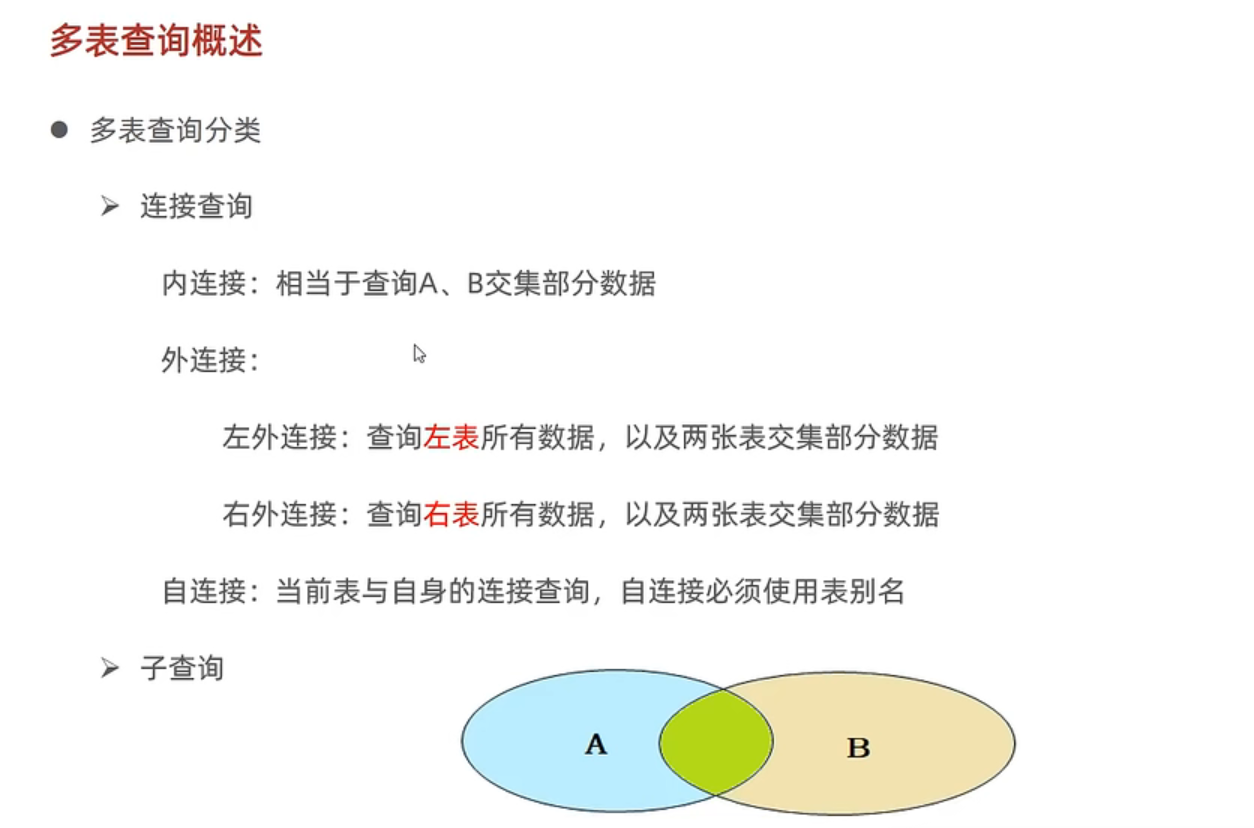 多表查询概述
多表查询分类
连接查询
内连接：相当于查询A、B交集部分数据
外连接：
左外连接：查询左表所有数据，以及两张表交集部分数据
右外连接：查询右表所有数据，以及两张表交集部分数据
自连接：当前表与自身的连接查询，自连接必须使用表别名
子查询
A
B